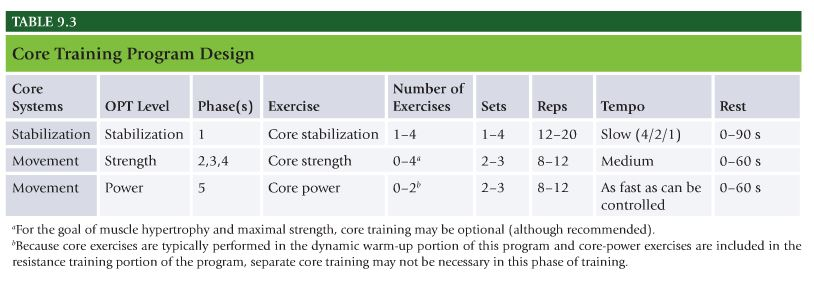 TABLE 9.3
Core Training Program Design
Core Systems OPT Level Phase(s) Exercise Number of Exercises Sets Reps Tempo Rest
Stabilization Stabilization 1 Core stabilization 1–4 1–4 12–20 Slow (4/2/1) 0–90 s
Movement Strength 2,3,4 Core strength 0–4ᵃ 2–3 8–12 Medium 0–60 s
Movement Power 5 Core power 0–2ᵇ 2–3 8–12 As fast as can be controlled 0–60 s
ᵃFor the goal of muscle hypertrophy and maximal strength, core training may be optional (although recommended).
ᵇBecause core exercises are typically performed in the dynamic warm-up portion of this program and core-power exercises are included in the
resistance training portion of the program, separate core training may not be necessary in this phase of training.